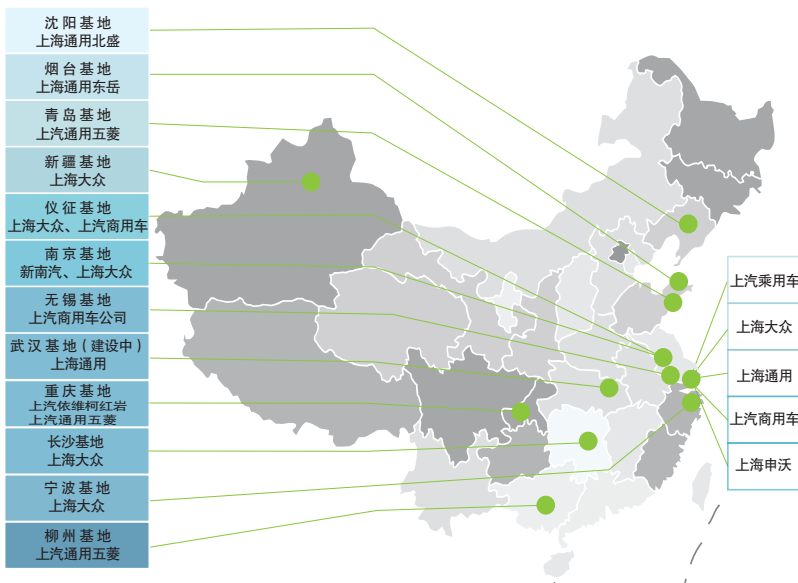 沈阳基地
上海通用北盛
烟台基地
上海通用东岳
青岛基地
上汽通用五菱
新疆基地
上海大众
仪征基地
上海大众、上汽商用车
南京基地
新南汽、上海大众
无锡基地
上汽商用车公司
武汉基地（建设中）
上海通用
重庆基地
上汽依维柯红岩
上汽通用五菱
长沙基地
上海大众
宁波基地
上海大众
柳州基地
上汽通用五菱
上汽乘用车
上海大众
上海通用
上汽商用车
上海申沃